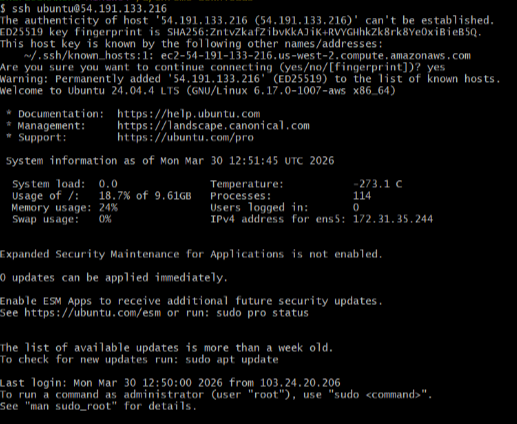 $ ssh ubuntu@54.191.133.216
The authenticity of host '54.191.133.216 (54.191.133.216)' can't be established.
ED25519 key fingerprint is SHA256:ZntvZkafZibvKkAJiK+RVYGHhkZk8rk8YeOxiBieB5Q.
This host key is known by the following other names/addresses:
    ~/.ssh/known_hosts:1: ec2-54-191-133-216.us-west-2.compute.amazonaws.com
Are you sure you want to continue connecting (yes/no/[fingerprint])? yes
Warning: Permanently added '54.191.133.216' (ED25519) to the list of known hosts.
Welcome to Ubuntu 24.04.4 LTS (GNU/Linux 6.17.0-1007-aws x86_64)
* Documentation:  https://help.ubuntu.com
* Management:     https://landscape.canonical.com
* Support:        https://ubuntu.com/pro
System information as of Mon Mar 30 12:51:45 UTC 2026
System load:  0.0               Temperature:           -273.1 C
Usage of /:   18.7% of 9.61GB   Processes:             114
Memory usage: 24%               Users logged in:       0
Swap usage:   0%                IPv4 address for ens5: 172.31.35.244
Expanded Security Maintenance for Applications is not enabled.
0 updates can be applied immediately.
Enable ESM Apps to receive additional future security updates.
See https://ubuntu.com/esm or run: sudo pro status
The list of available updates is more than a week old.
To check for new updates run: sudo apt update
Last login: Mon Mar 30 12:50:00 2026 from 103.24.20.206
To run a command as administrator (user "root"), use "sudo <command>".
See "man sudo_root" for details.